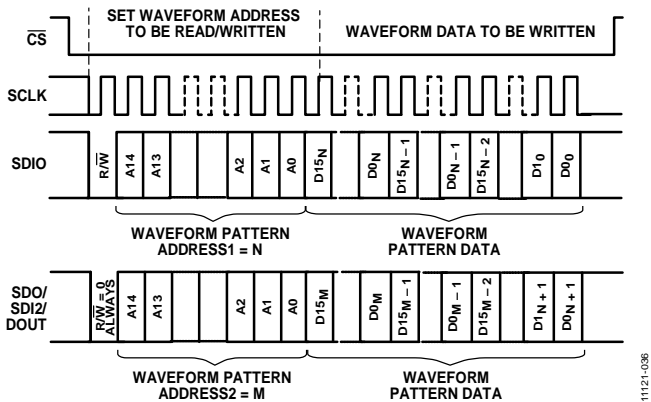 SET WAVEFORM ADDRESS
TO BE READ/WRITTEN
WAVEFORM DATA TO BE WRITTEN
CS
SCLK
SDIO
R/W
A14
A13
A2
A1
A0
D15N
D0N
D15N – 1
D0N – 1
D15N – 2
D10
D00
WAVEFORM PATTERN
ADDRESS1 = N
WAVEFORM
PATTERN DATA
SDO/
SDI2/
DOUT
R/W = 0
ALWAYS
A14
A13
A2
A1
A0
D15M
D0M
D15M – 1
D0M – 1
D15M – 2
D1N + 1
D0N + 1
WAVEFORM PATTERN
ADDRESS2 = M
WAVEFORM
PATTERN DATA
11121-036